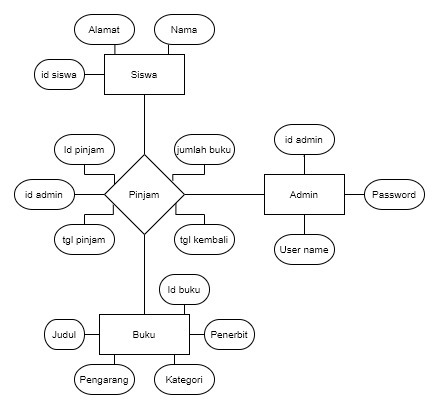 Alamat
Nama
id siswa
Siswa
Id pinjam
jumlah buku
id admin
id admin
Pinjam
Admin
Password
tgl pinjam
tgl kembali
User name
Id buku
Judul
Buku
Penerbit
Pengarang
Kategori